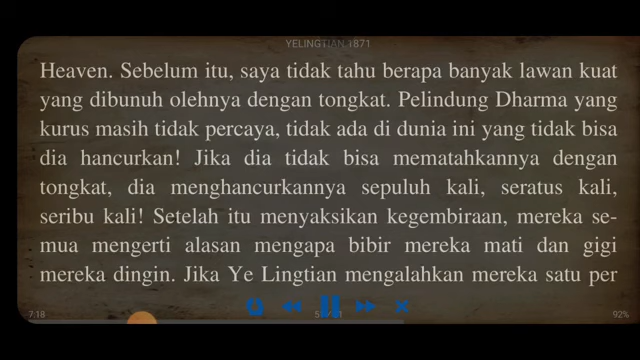 YELINGTIAN.1871
Heaven. Sebelum itu, saya tidak tahu berapa banyak lawan kuat
yang dibunuh olehnya dengan tongkat. Pelindung Dharma yang
kurus masih tidak percaya, tidak ada di dunia ini yang tidak bisa
dia hancurkan! Jika dia tidak bisa mematahkannya dengan
tongkat, dia menghancurkannya sepuluh kali, seratus kali,
seribu kali! Setelah itu menyaksikan kegembiraan, mereka se-
mua mengerti alasan mengapa bibir mereka mati dan gigi
mereka dingin. Jika Ye Lingtian mengalahkan mereka satu per
7:18
92%